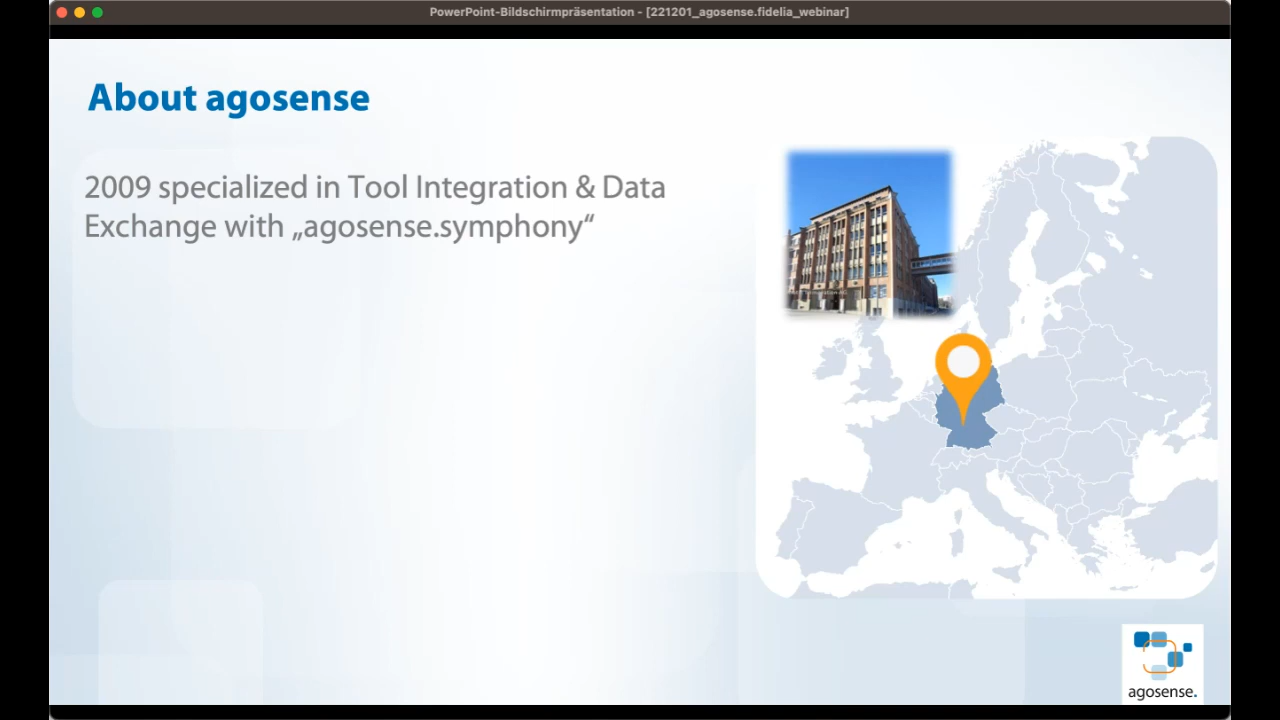 PowerPoint-Bildschirmpräsentation - [221201_agosense.fidelia_webinar]
About agosense
2009 specialized in Tool Integration & Data
Exchange with „agosense.symphony“
agosense.